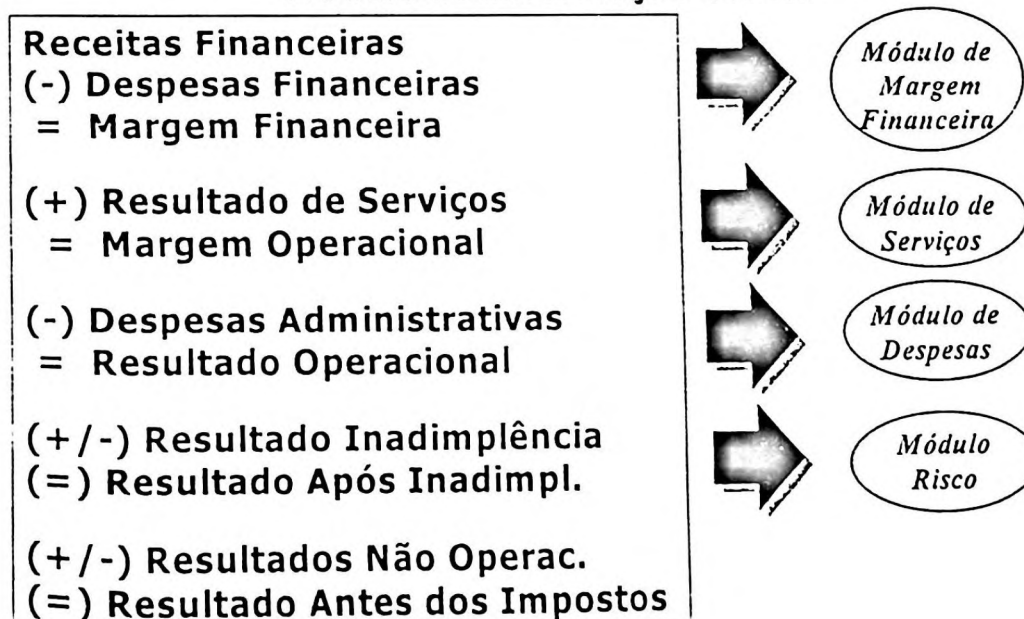 Receitas Financeiras
(-) Despesas Financeiras
= Margem Financeira
Módulo de
Margem
Financeira
(+) Resultado de Serviços
= Margem Operacional
Módulo de
Serviços
(-) Despesas Administrativas
= Resultado Operacional
Módulo de
Despesas
(+/-) Resultado Inadimplência
(=) Resultado Após Inadimpl.
Módulo
Risco
(+/-) Resultados Não Operac.
(=) Resultado Antes dos Impostos